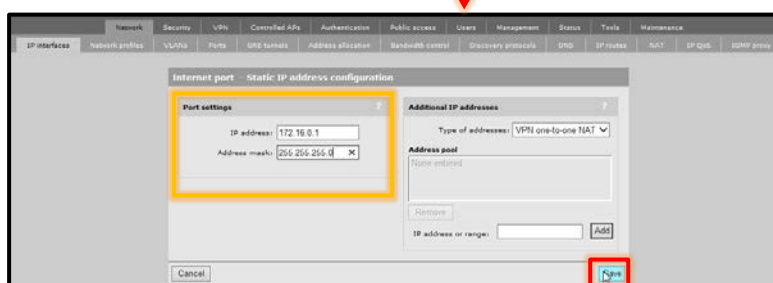 Network Security VPN Controlled APs Authentication Public access Users Management Status Tools Maintenance
IP interfaces Network profiles VLANs Ports GRE tunnels Address allocation Bandwidth control Discovery protocols DNS IP routes NAT IP QoS IGMP proxy
Internet port - Static IP address configuration
Port settings ?
IP address: 172.16.0.1
Address mask: 255.255.255.0 ×
Additional IP addresses ?
Type of addresses: VPN one-to-one NAT
Address pool
None entered
Remove
IP address or range: Add
Cancel Save